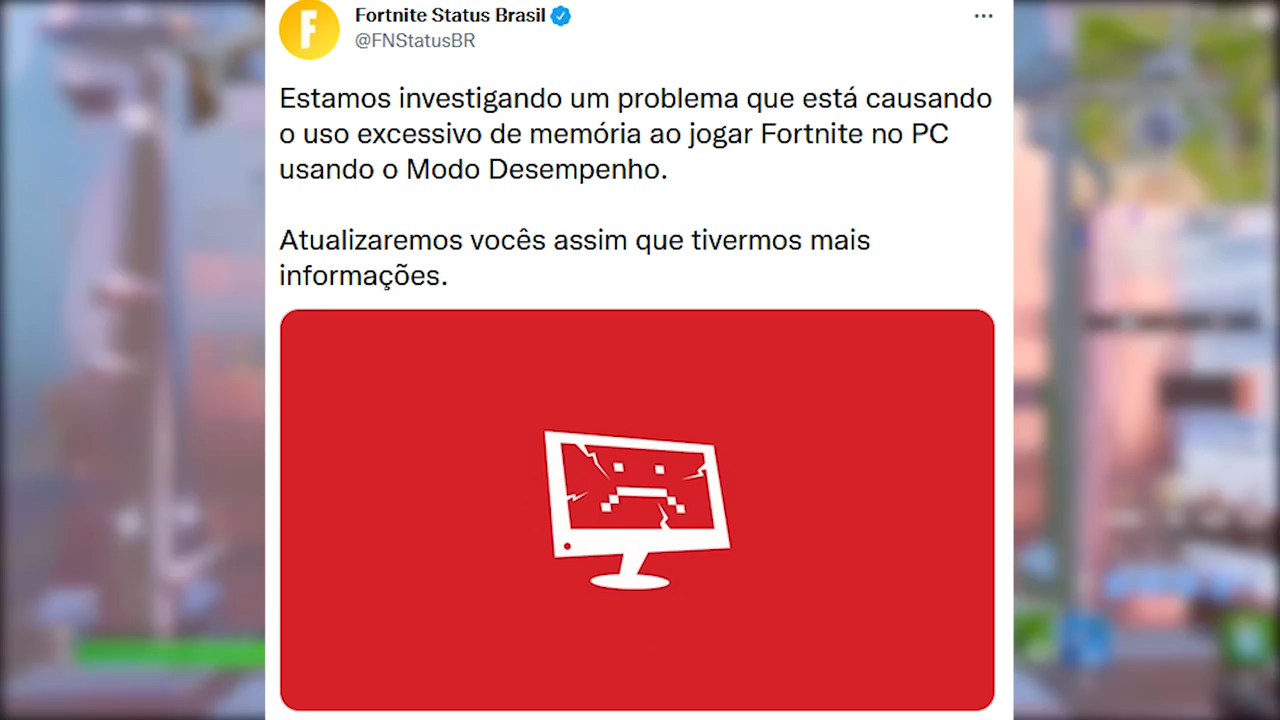 Fortnite Status Brasil
@FNStatusBR
Estamos investigando um problema que está causando
o uso excessivo de memória ao jogar Fortnite no PC
usando o Modo Desempenho.
Atualizaremos vocês assim que tivermos mais
informações.